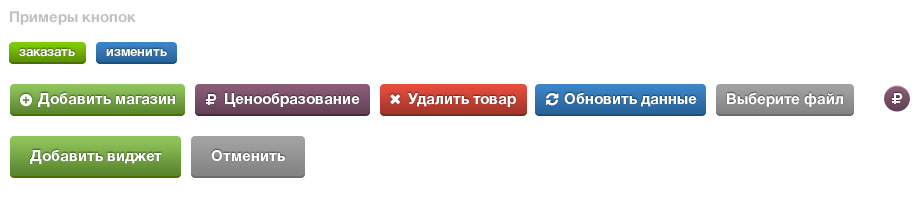 Примеры кнопок
заказать изменить
Добавить магазин ₽ Ценообразование Удалить товар Обновить данные Выберите файл ₽
Добавить виджет Отменить